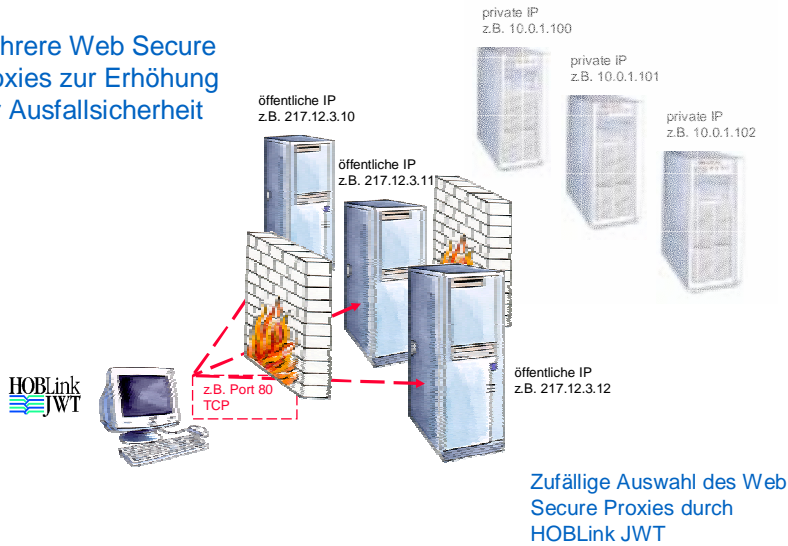 private IP
z.B. 10.0.1.100
hrere Web Secure
oxies zur Erhöhung
r Ausfallsicherheit
private IP
z.B. 10.0.1.101
öffentliche IP
z.B. 217.12.3.10
private IP
z.B. 10.0.1.102
öffentliche IP
z.B. 217.12.3.11
öffentliche IP
z.B. 217.12.3.12
HOBLink
JWT
z.B. Port 80
TCP
Zufällige Auswahl des Web
Secure Proxies durch
HOBLink JWT